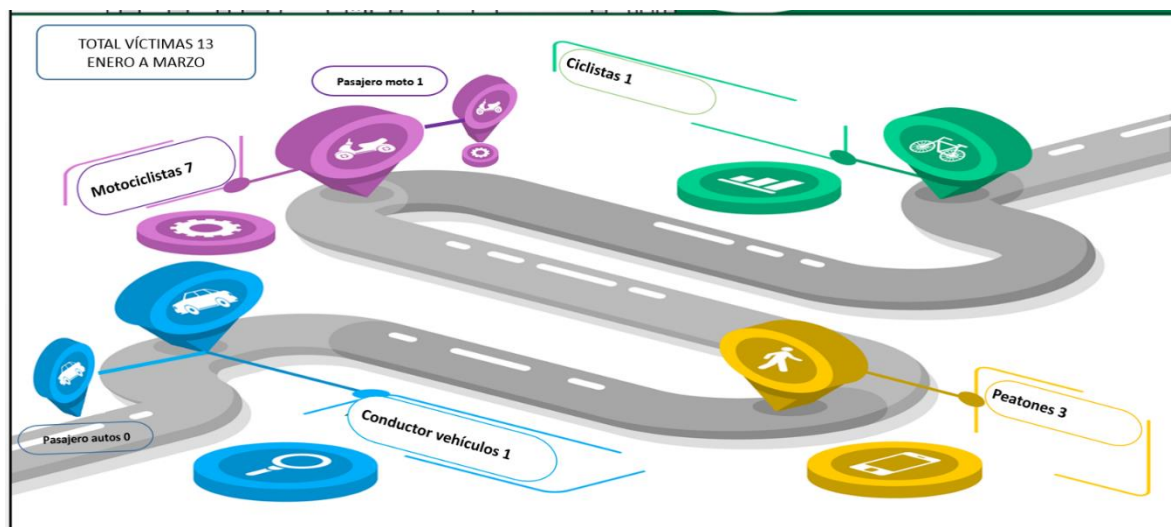 TOTAL VÍCTIMAS 13
ENERO A MARZO
Pasajero moto 1
Ciclistas 1
Motociclistas 7
Peatones 3
Pasajero autos 0
Conductor vehículos 1